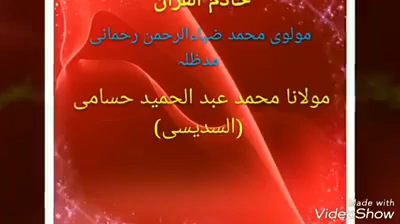 خادم القرآن
مولوی محمد ضیاءالرحمن رحمانی
مدظلہ
مولانا محمد عبد الحمید حسامی
(السدیسی)
Made with
VideoShow